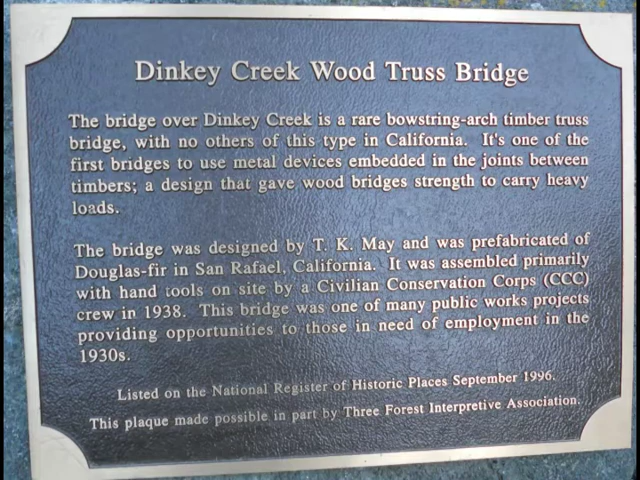 Dinkey Creek Wood Truss Bridge
The bridge over Dinkey Creek is a rare bowstring-arch timber truss
bridge, with no others of this type in California. It's one of the
first bridges to use metal devices embedded in the joints between
timbers; a design that gave wood bridges strength to carry heavy
loads.
The bridge was designed by T. K. May and was prefabricated of
Douglas-fir in San Rafael, California. It was assembled primarily
with hand tools on site by a Civilian Conservation Corps (CCC)
crew in 1938. This bridge was one of many public works projects
providing opportunities to those in need of employment in the
1930s.
Listed on the National Register of Historic Places September 1996.
This plaque made possible in part by Three Forest Interpretive Association.